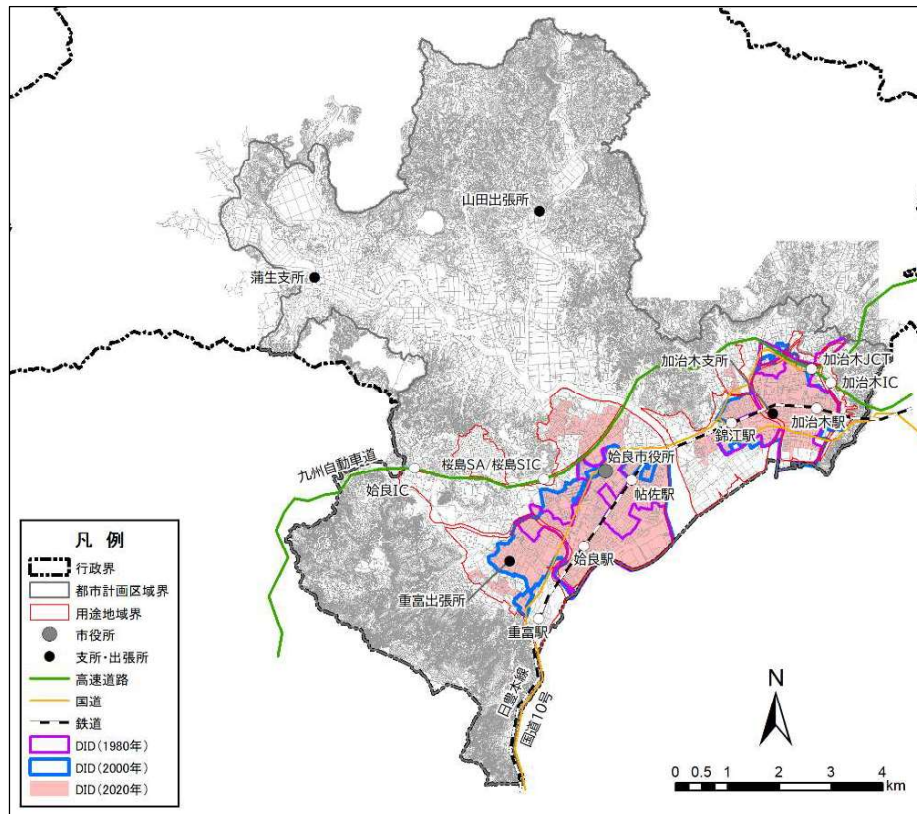 山田出張所
蒲生支所
加治木支所
加治木JCT
加治木IC
加治木駅
錦江駅
九州自動車道
桜島SA/桜島SIC
姶良市役所
姶良IC
帖佐駅
姶良駅
重富出張所
重富駅
日豊本線
国道10号
凡 例
行政界
都市計画区域界
用途地域界
市役所
支所・出張所
高速道路
国道
鉄道
DID(1980年)
DID(2000年)
DID(2020年)
N
0 0.5 1 2 3 4
km